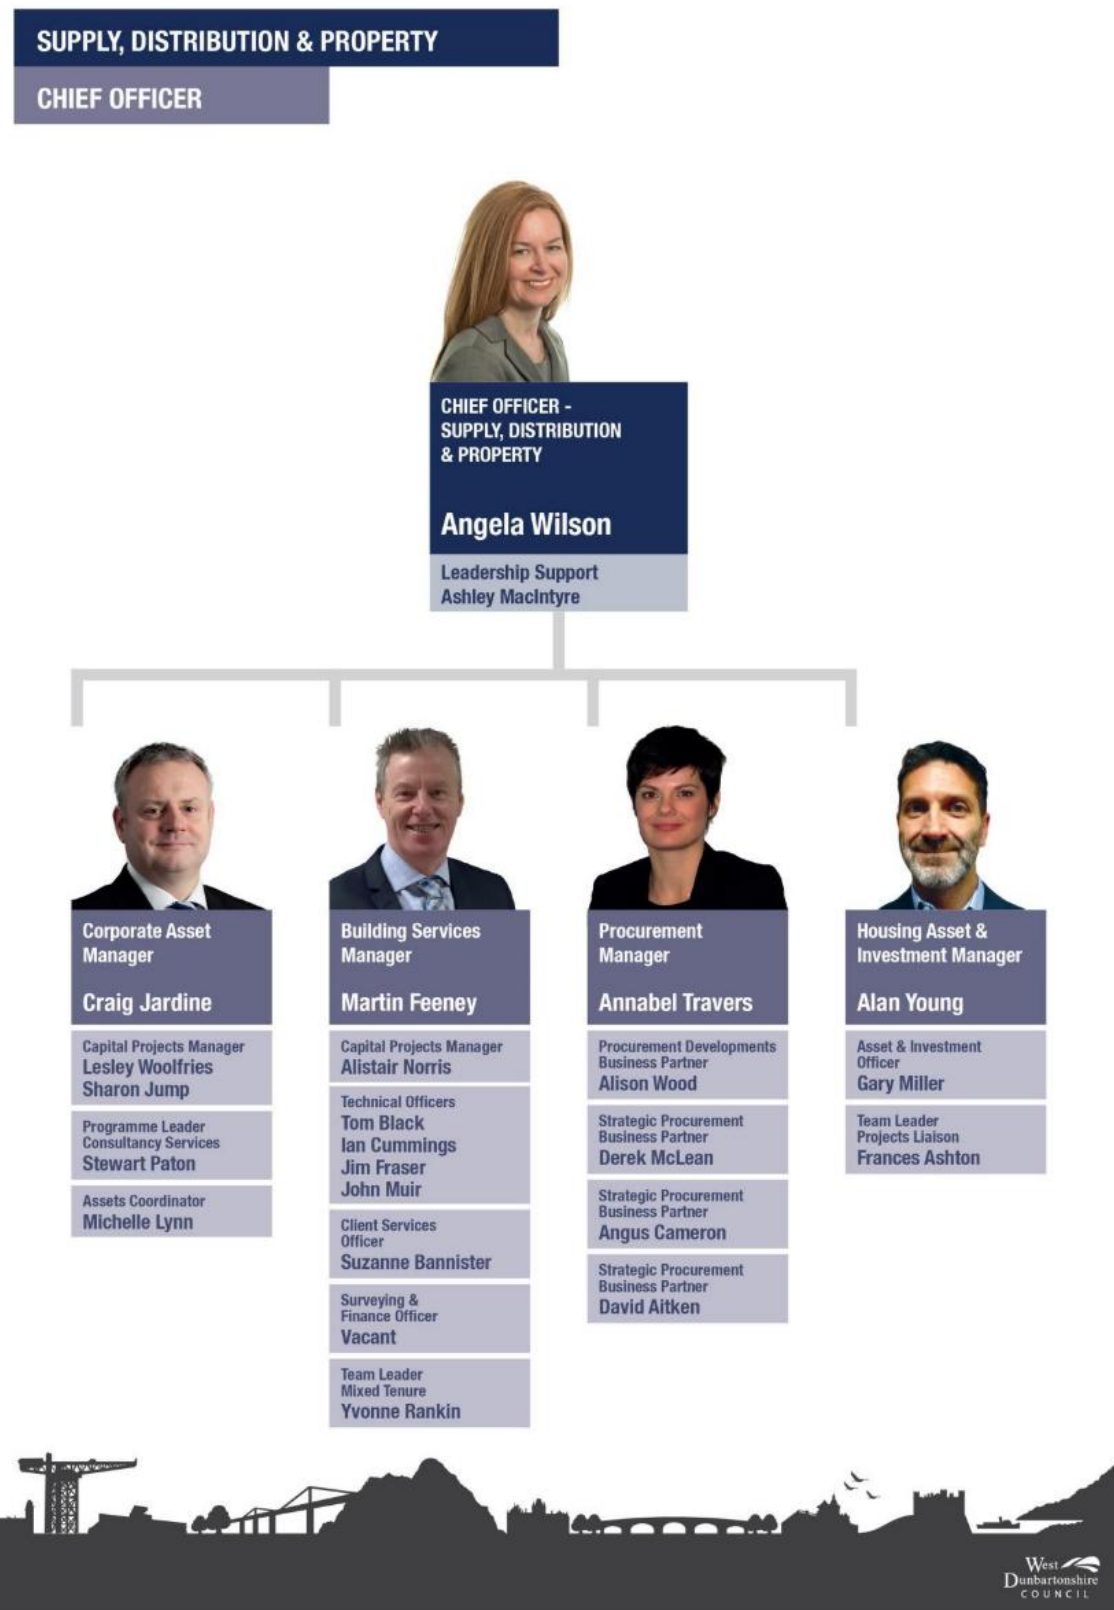 SUPPLY, DISTRIBUTION & PROPERTY
CHIEF OFFICER
CHIEF OFFICER -
SUPPLY, DISTRIBUTION
& PROPERTY
Angela Wilson
Leadership Support
Ashley MacIntyre
Corporate Asset
Manager
Craig Jardine
Capital Projects Manager
Lesley Woolfries
Sharon Jump
Programme Leader
Consultancy Services
Stewart Paton
Assets Coordinator
Michelle Lynn
Building Services
Manager
Martin Feeney
Capital Projects Manager
Alistair Norris
Technical Officers
Tom Black
Ian Cummings
Jim Fraser
John Muir
Client Services
Officer
Suzanne Bannister
Surveying &
Finance Officer
Vacant
Team Leader
Mixed Tenure
Yvonne Rankin
Procurement
Manager
Annabel Travers
Procurement Developments
Business Partner
Alison Wood
Strategic Procurement
Business Partner
Derek McLean
Strategic Procurement
Business Partner
Angus Cameron
Strategic Procurement
Business Partner
David Aitken
Housing Asset &
Investment Manager
Alan Young
Asset & Investment
Officer
Gary Miller
Team Leader
Projects Liaison
Frances Ashton
West
Dunbartonshire
COUNCIL